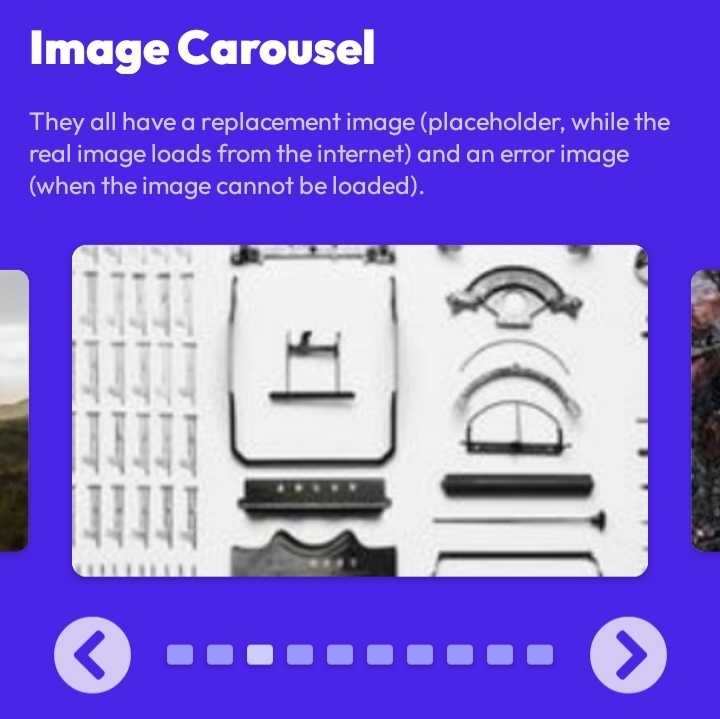 Image Carousel
They all have a replacement image (placeholder, while the
real image loads from the internet) and an error image
(when the image cannot be loaded).